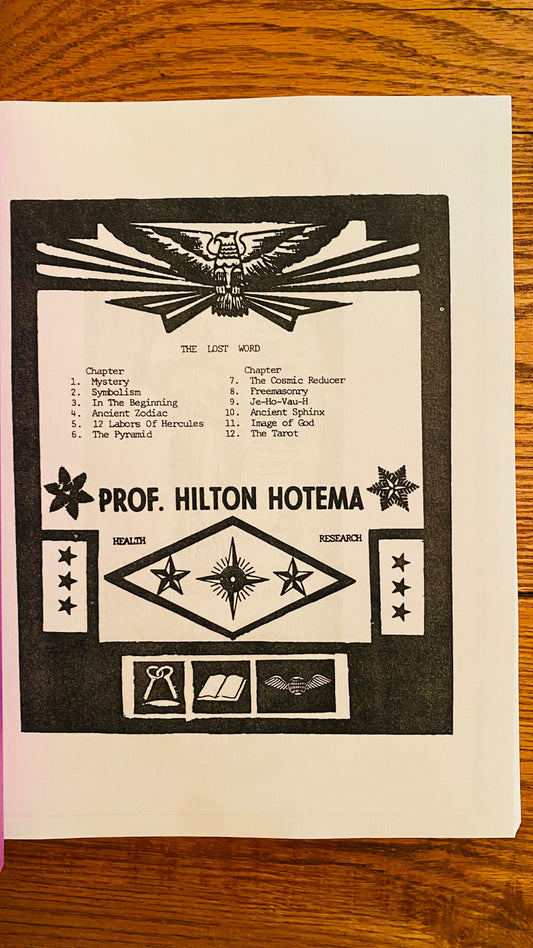 THE LOST WORD
Chapter
1. Mystery
2. Symbolism
3. In The Beginning
4. Ancient Zodiac
5. 12 Labors Of Hercules
6. The Pyramid
Chapter
7. The Cosmic Reducer
8. Freemasonry
9. Je-Ho-Vau-H
10. Ancient Sphinx
11. Image of God
12. The Tarot
PROF. HILTON HOTEMA
HEALTH
RESEARCH